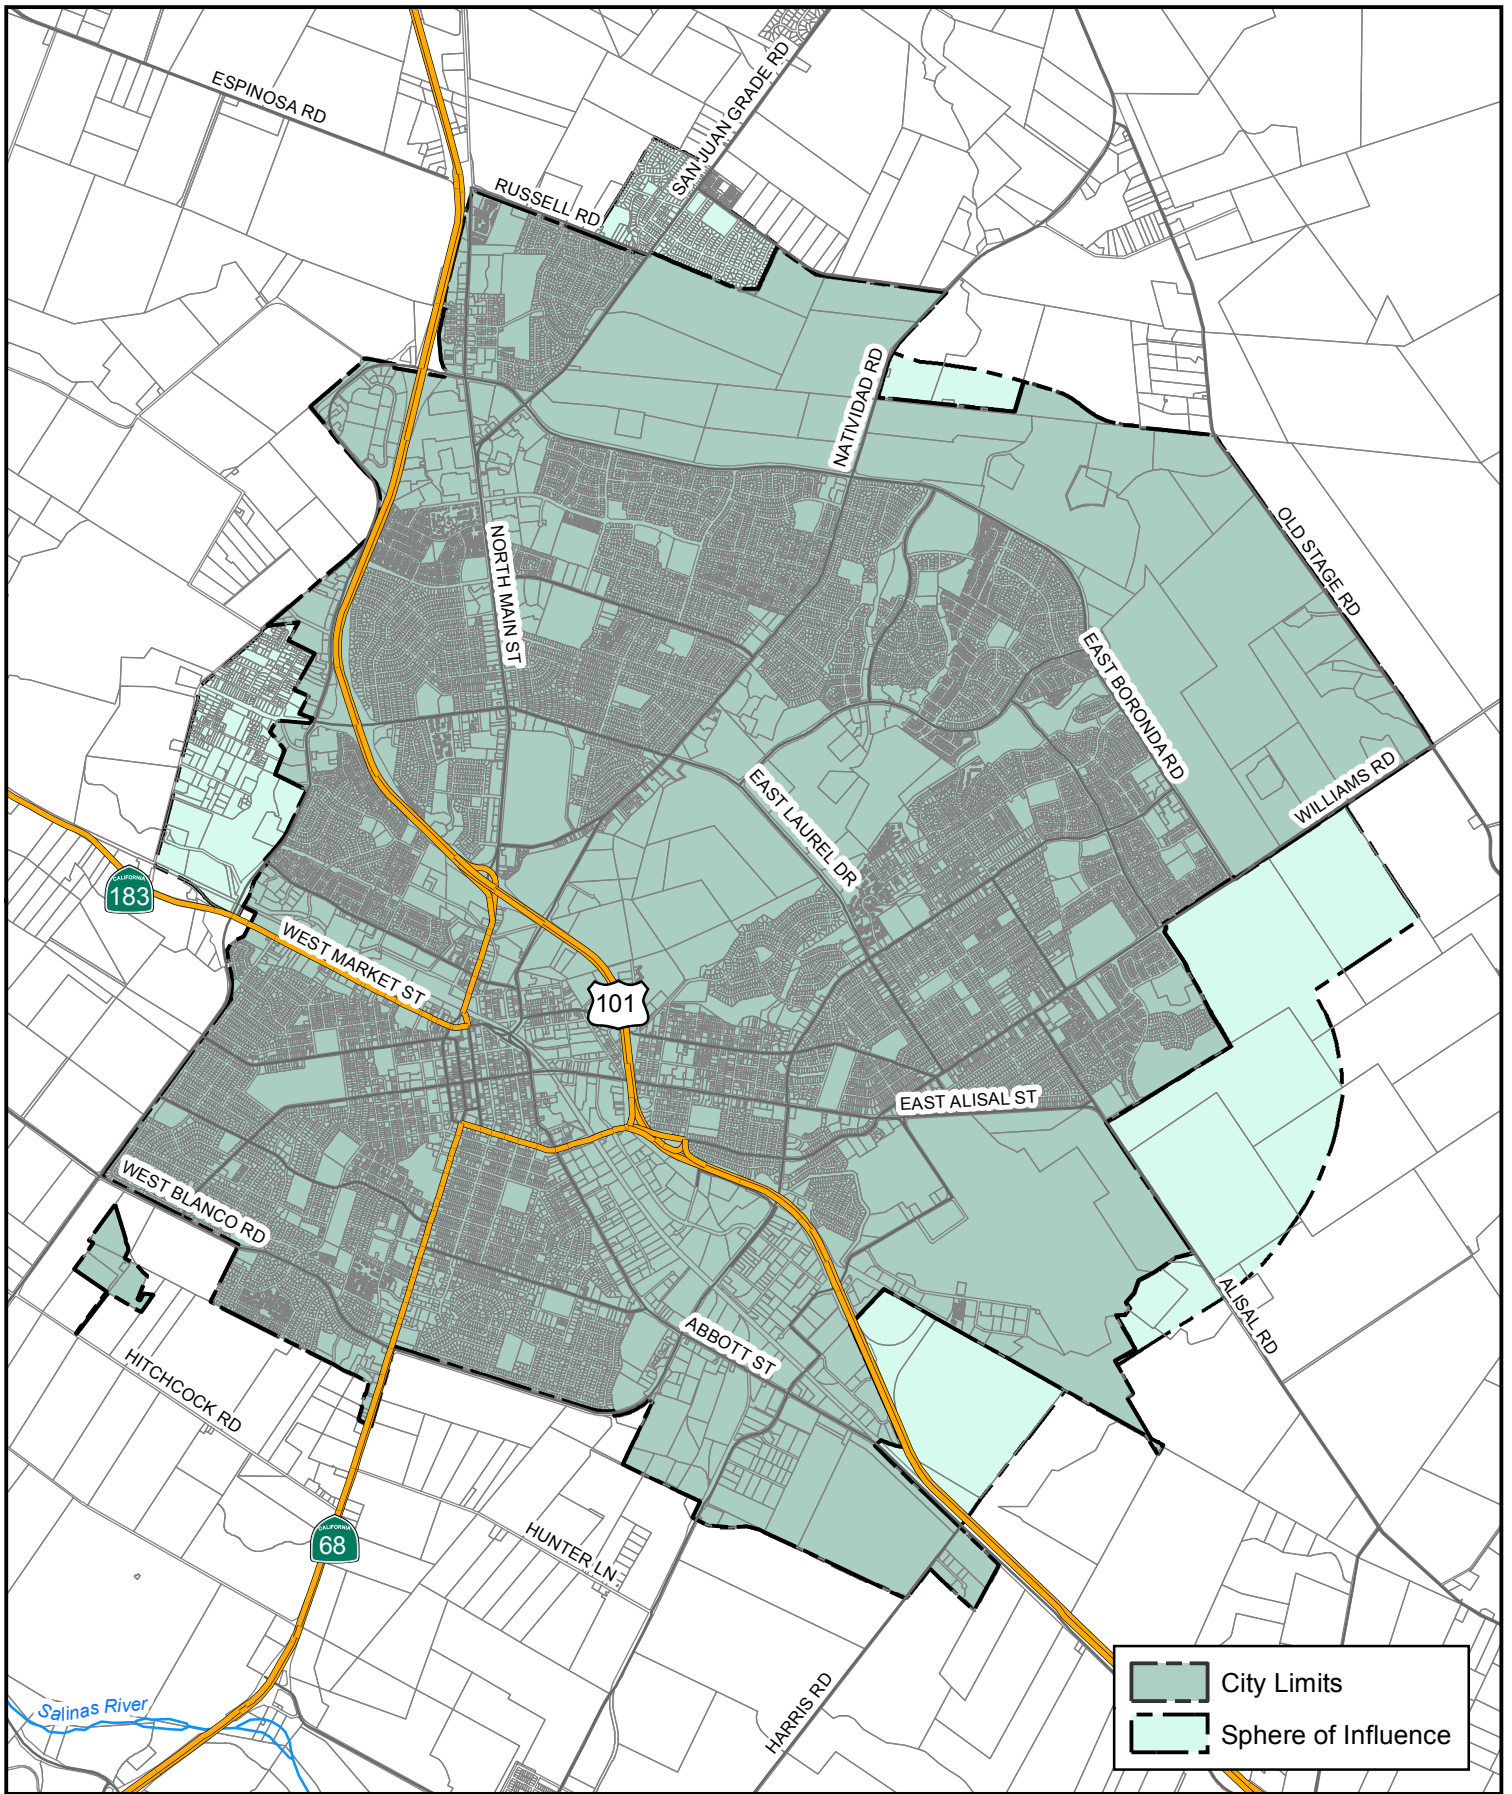 ESPINOSA RD
SAN JUAN GRADE RD
RUSSELL RD
NATIVIDAD RD
OLD STAGE RD
NORTH MAIN ST
EAST BORONDA RD
WILLIAMS RD
EAST LAUREL DR
CALIFORNIA
183
WEST MARKET ST
101
EAST ALISAL ST
WEST BLANCO RD
ALISAL RD
ABBOTT ST
HITCHCOCK RD
CALIFORNIA
68
HUNTER LN
HARRIS RD
Salinas River
City Limits
Sphere of Influence